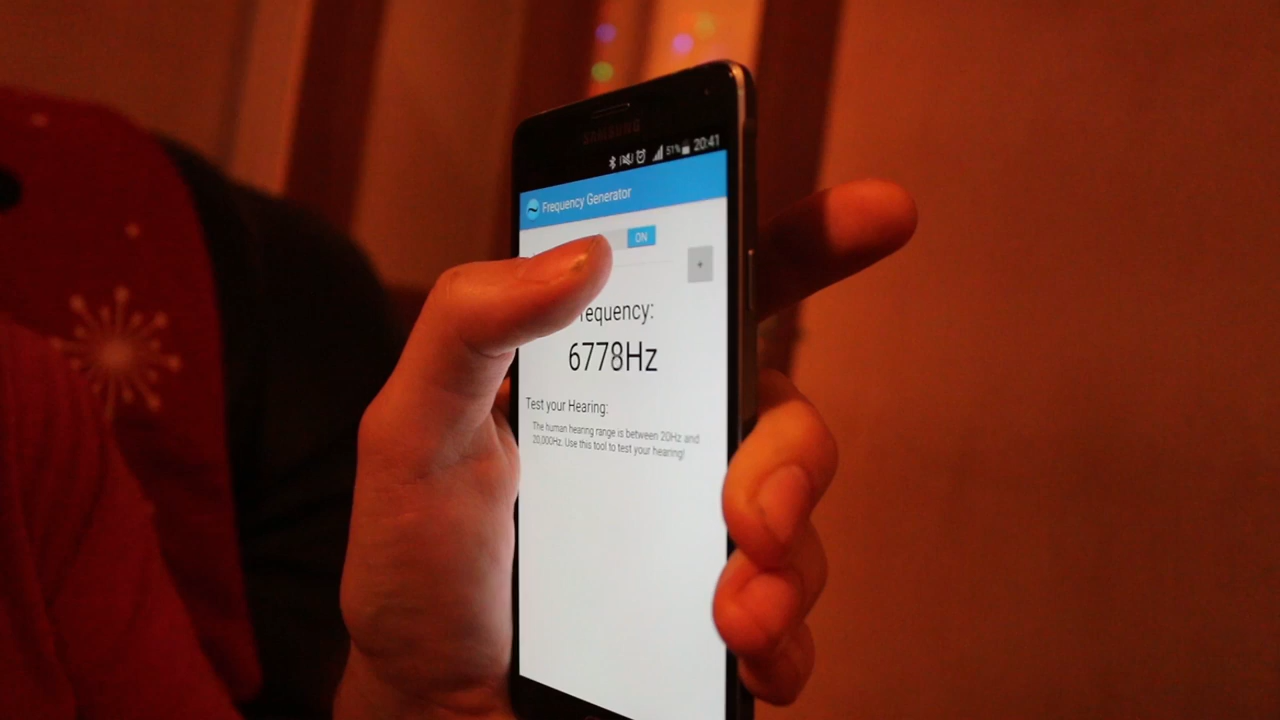 SAMSUNG
51% 20:41
Frequency Generator
ON
+
requency:
6778Hz
Test your Hearing:
The human hearing range is between 20Hz and
20,000Hz. Use this tool to test your hearing!